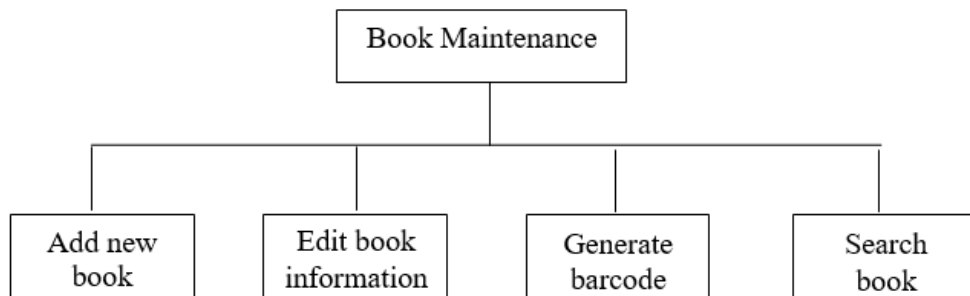 Book Maintenance
Add new
book
Edit book
information
Generate
barcode
Search
book